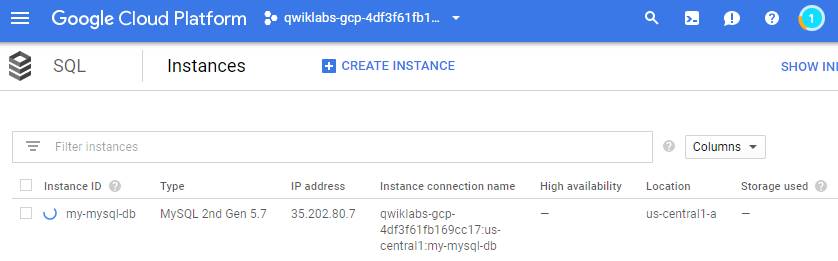 Google Cloud Platform qwiklabs-gcp-4df3f61fb1... 1
SQL Instances CREATE INSTANCE SHOW IN
Filter instances Columns
Instance ID Type IP address Instance connection name High availability Location Storage used
my-mysql-db MySQL 2nd Gen 5.7 35.202.80.7 qwiklabs-gcp- — us-central1-a —
4df3f61fb169cc17:us-
central1:my-mysql-db